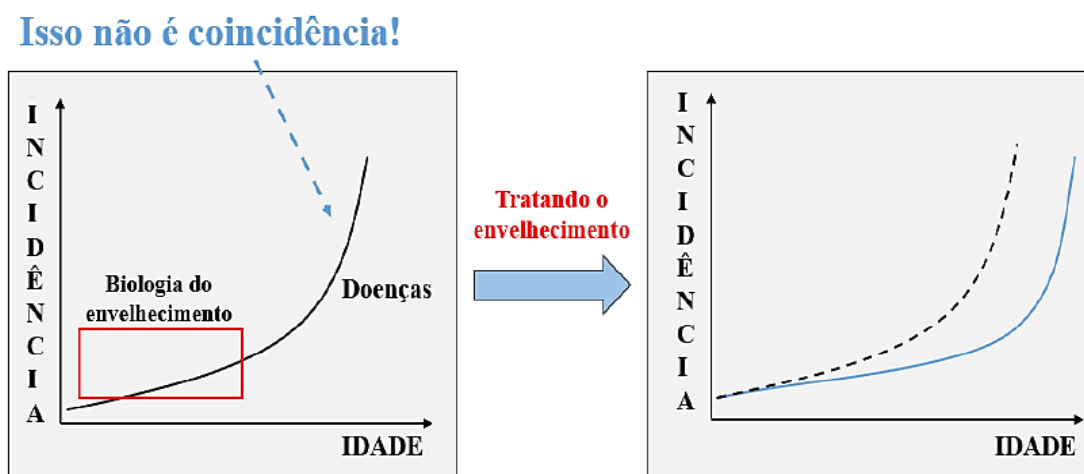 Isso não é coincidência!
INCIDÊNCIA
Biologia do
envelhecimento
Doenças
IDADE
Tratando o
envelhecimento
INCIDÊNCIA
IDADE